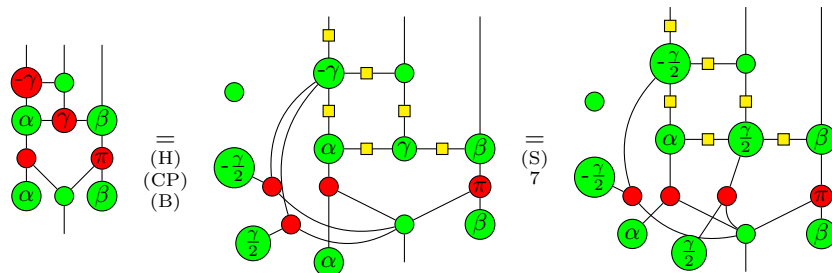 -γ
α γ β
π
α β
=
(H)
(CP)
(B)
-γ
α γ β
-γ/2
π
γ/2
β
α
=
(S)
7
-γ/2
α γ/2 β
-γ/2
π
α γ/2 β